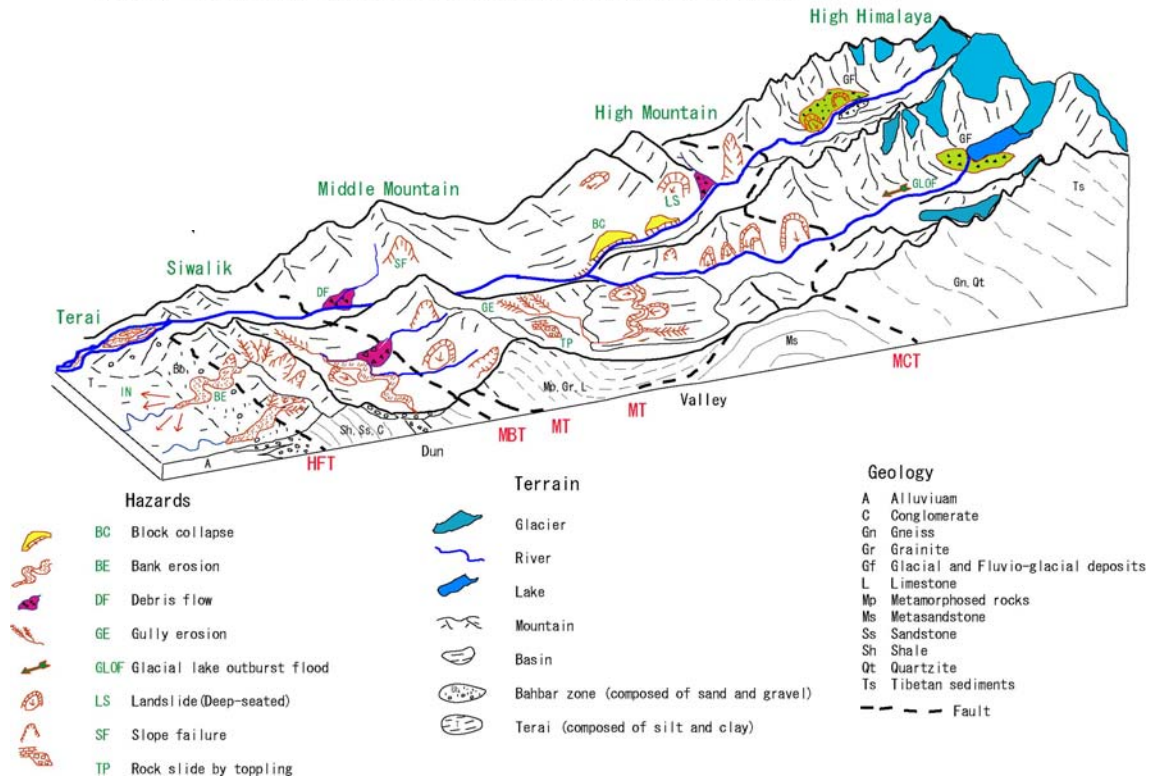 High Himalaya
GF
High Mountain
GF
Ts
GLOF
LS
Middle Mountain
BC
SF
Gn, Qt
Siwalik
DF
GE
Terai
TP
Ms
MCT
Bb
T
IN
BE
Mp, Gr, L
Valley
MT
MT
MBT
Sh, Ss, C
Dun
A
HFT
Hazards
BC Block collapse
BE Bank erosion
DF Debris flow
GE Gully erosion
GLOF Glacial lake outburst flood
LS Landslide(Deep-seated)
SF Slope failure
TP Rock slide by toppling
Terrain
Glacier
River
Lake
Mountain
Basin
Bahbar zone (composed of sand and gravel)
Terai (composed of silt and clay)
Geology
A Alluviuam
C Conglomerate
Gn Gneiss
Gr Grainite
Gf Glacial and Fluvio-glacial deposits
L Limestone
Mp Metamorphosed rocks
Ms Metasandstone
Ss Sandstone
Sh Shale
Qt Quartzite
Ts Tibetan sediments
Fault